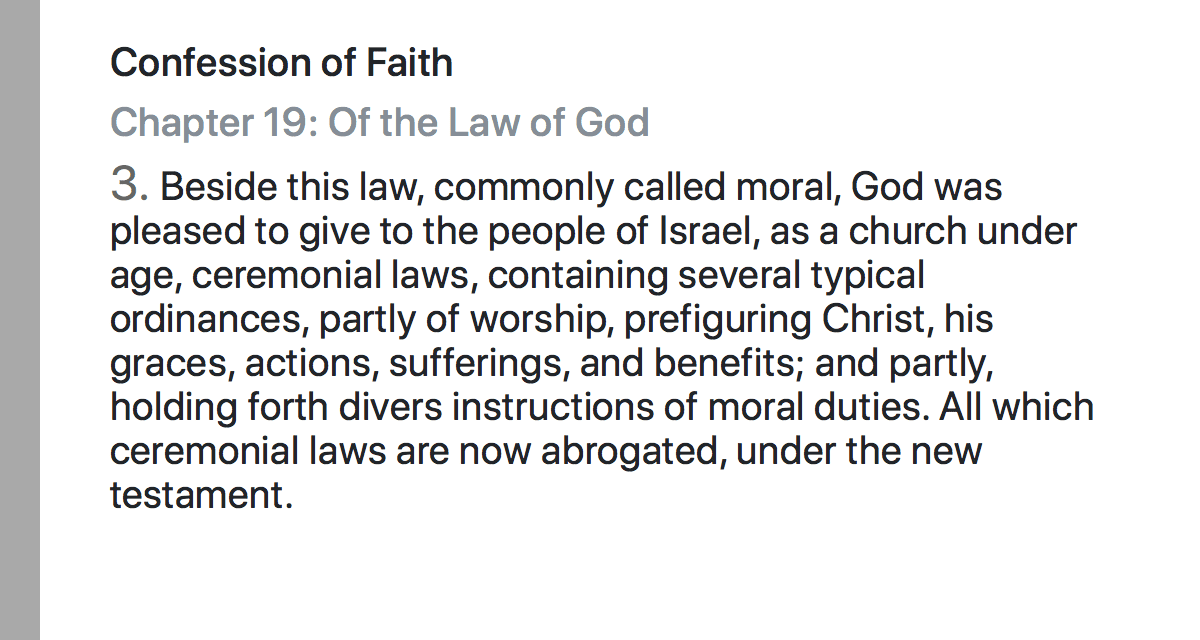 Confession of Faith
Chapter 19: Of the Law of God
3. Beside this law, commonly called moral, God was
pleased to give to the people of Israel, as a church under
age, ceremonial laws, containing several typical
ordinances, partly of worship, prefiguring Christ, his
graces, actions, sufferings, and benefits; and partly,
holding forth divers instructions of moral duties. All which
ceremonial laws are now abrogated, under the new
testament.